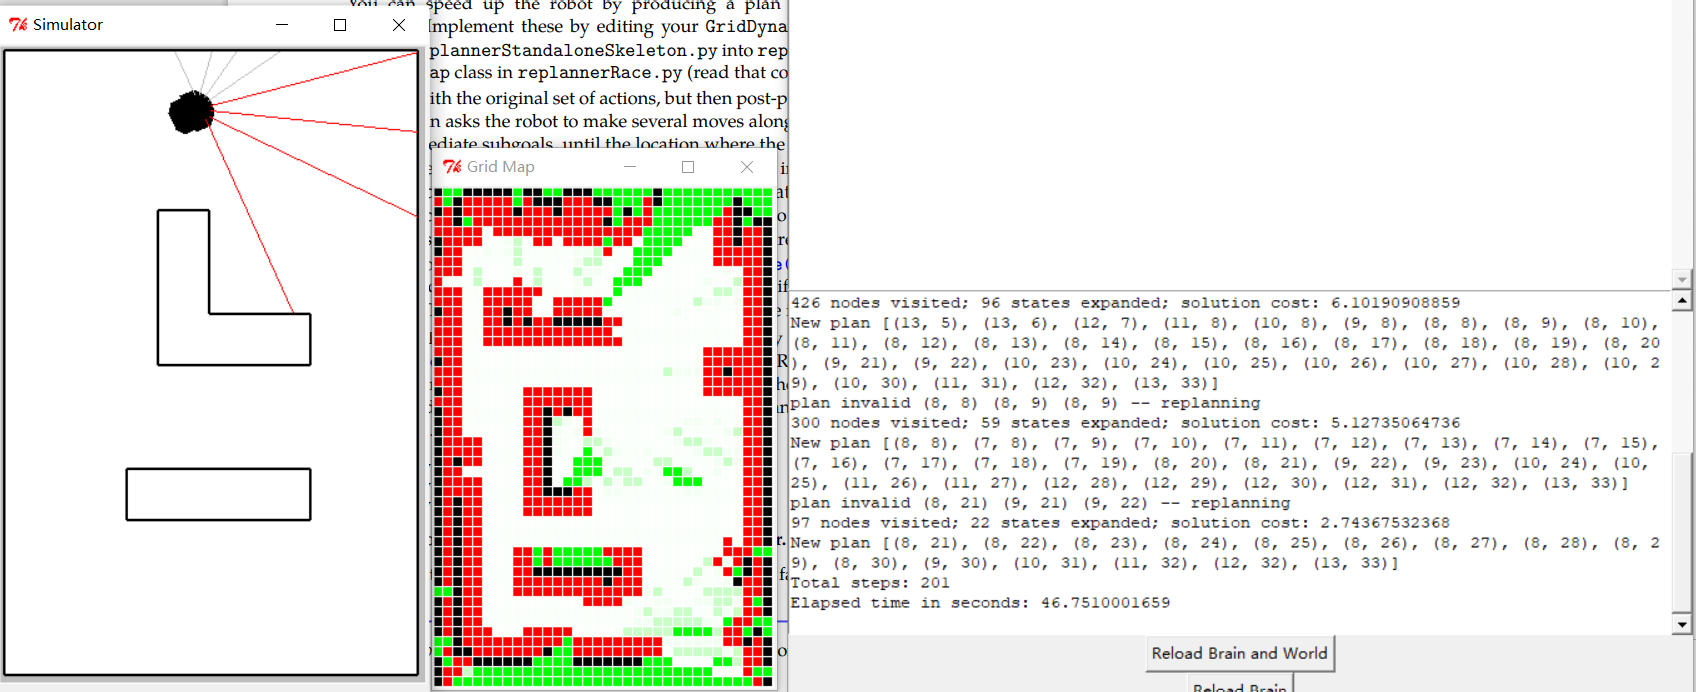 You can speed up the robot by producing a plan
Simulator
Implement these by editing your GridDyna
plannerStandaloneSkeleton.py into rep
ap class in replannerRace.py (read that co
ith the original set of actions, but then post-p
n asks the robot to make several moves along
ediate subgoals, until the location where the
Grid Map
426 nodes visited; 96 states expanded; solution cost: 6.10190908859
New plan [(13, 5), (13, 6), (12, 7), (11, 8), (10, 8), (9, 8), (8, 8), (8, 9), (8, 10),
(8, 11), (8, 12), (8, 13), (8, 14), (8, 15), (8, 16), (8, 17), (8, 18), (8, 19), (8, 20
), (9, 21), (9, 22), (10, 23), (10, 24), (10, 25), (10, 26), (10, 27), (10, 28), (10, 2
9), (10, 30), (11, 31), (12, 32), (13, 33)]
plan invalid (8, 8) (8, 9) (8, 9) -- replanning
300 nodes visited; 59 states expanded; solution cost: 5.12735064736
New plan [(8, 8), (7, 8), (7, 9), (7, 10), (7, 11), (7, 12), (7, 13), (7, 14), (7, 15),
(7, 16), (7, 17), (7, 18), (7, 19), (8, 20), (8, 21), (9, 22), (9, 23), (10, 24), (10,
25), (11, 26), (11, 27), (12, 28), (12, 29), (12, 30), (12, 31), (12, 32), (13, 33)]
plan invalid (8, 21) (9, 21) (9, 22) -- replanning
97 nodes visited; 22 states expanded; solution cost: 2.74367532368
New plan [(8, 21), (8, 22), (8, 23), (8, 24), (8, 25), (8, 26), (8, 27), (8, 28), (8, 2
9), (8, 30), (9, 30), (10, 31), (11, 32), (12, 32), (13, 33)]
Total steps: 201
Elapsed time in seconds: 46.7510001659
Reload Brain and World
Reload Brain